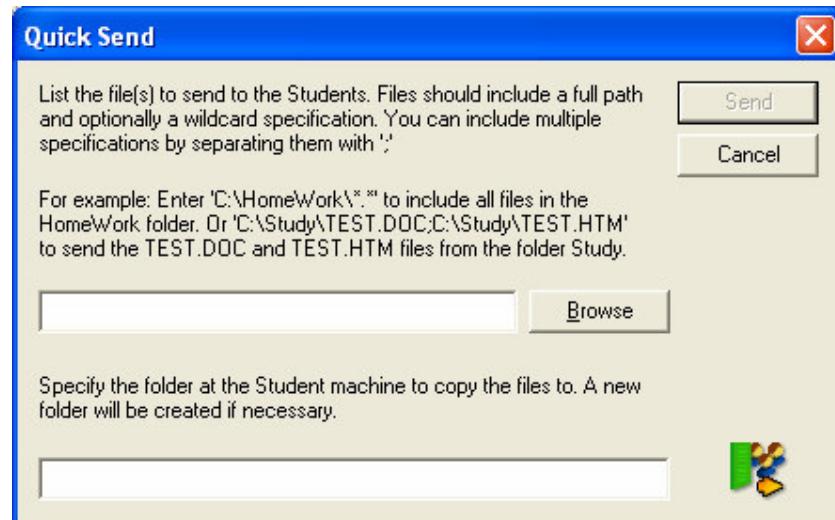 Quick Send
List the file(s) to send to the Students. Files should include a full path
and optionally a wildcard specification. You can include multiple
specifications by separating them with ';'
Send
Cancel
For example: Enter 'C:\HomeWork\*.*' to include all files in the
HomeWork folder. Or 'C:\Study\TEST.DOC;C:\Study\TEST.HTM'
to send the TEST.DOC and TEST.HTM files from the folder Study.
Browse
Specify the folder at the Student machine to copy the files to. A new
folder will be created if necessary.